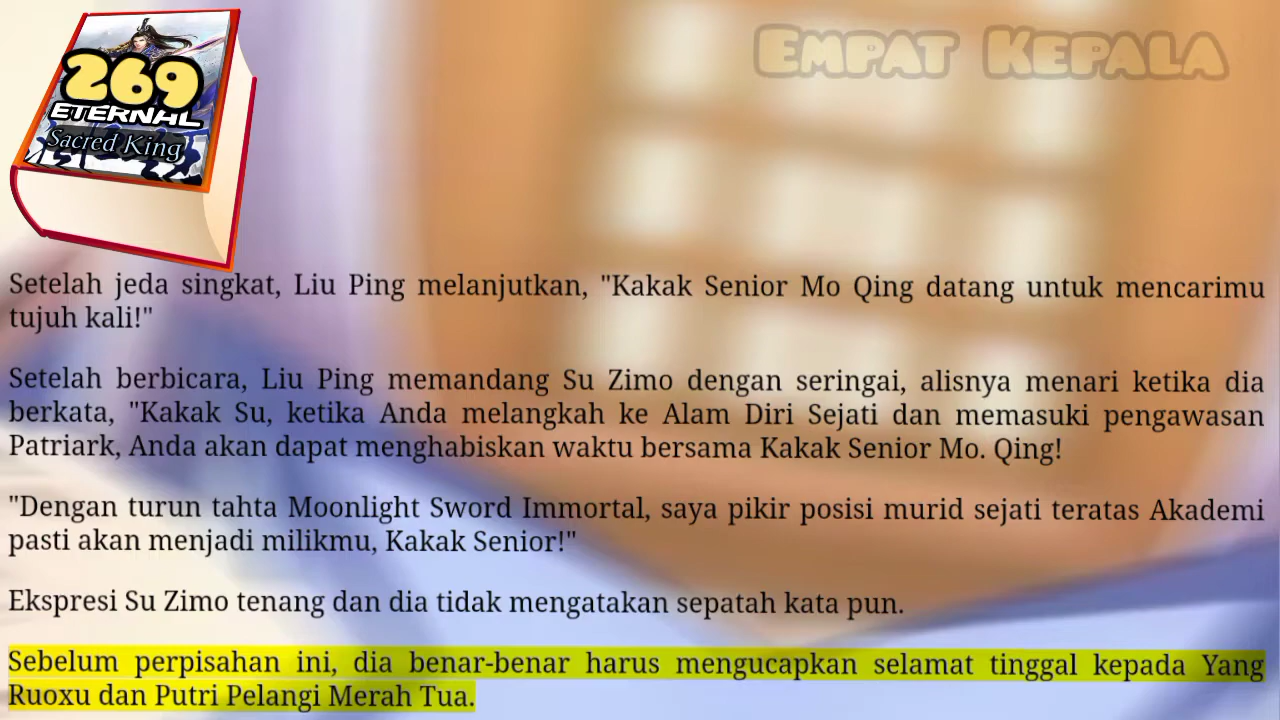 269
ETERNAL
Sacred King
EMPAT KEPALA
Setelah jeda singkat, Liu Ping melanjutkan, "Kakak Senior Mo Qing datang untuk mencarimu
tujuh kali!"
Setelah berbicara, Liu Ping memandang Su Zimo dengan seringai, alisnya menari ketika dia
berkata, "Kakak Su, ketika Anda melangkah ke Alam Diri Sejati dan memasuki pengawasan
Patriark, Anda akan dapat menghabiskan waktu bersama Kakak Senior Mo. Qing!
"Dengan turun tahta Moonlight Sword Immortal, saya pikir posisi murid sejati teratas Akademi
pasti akan menjadi milikmu, Kakak Senior!"
Ekspresi Su Zimo tenang dan dia tidak mengatakan sepatah kata pun.
Sebelum perpisahan ini, dia benar-benar harus mengucapkan selamat tinggal kepada Yang
Ruoxu dan Putri Pelangi Merah Tua.